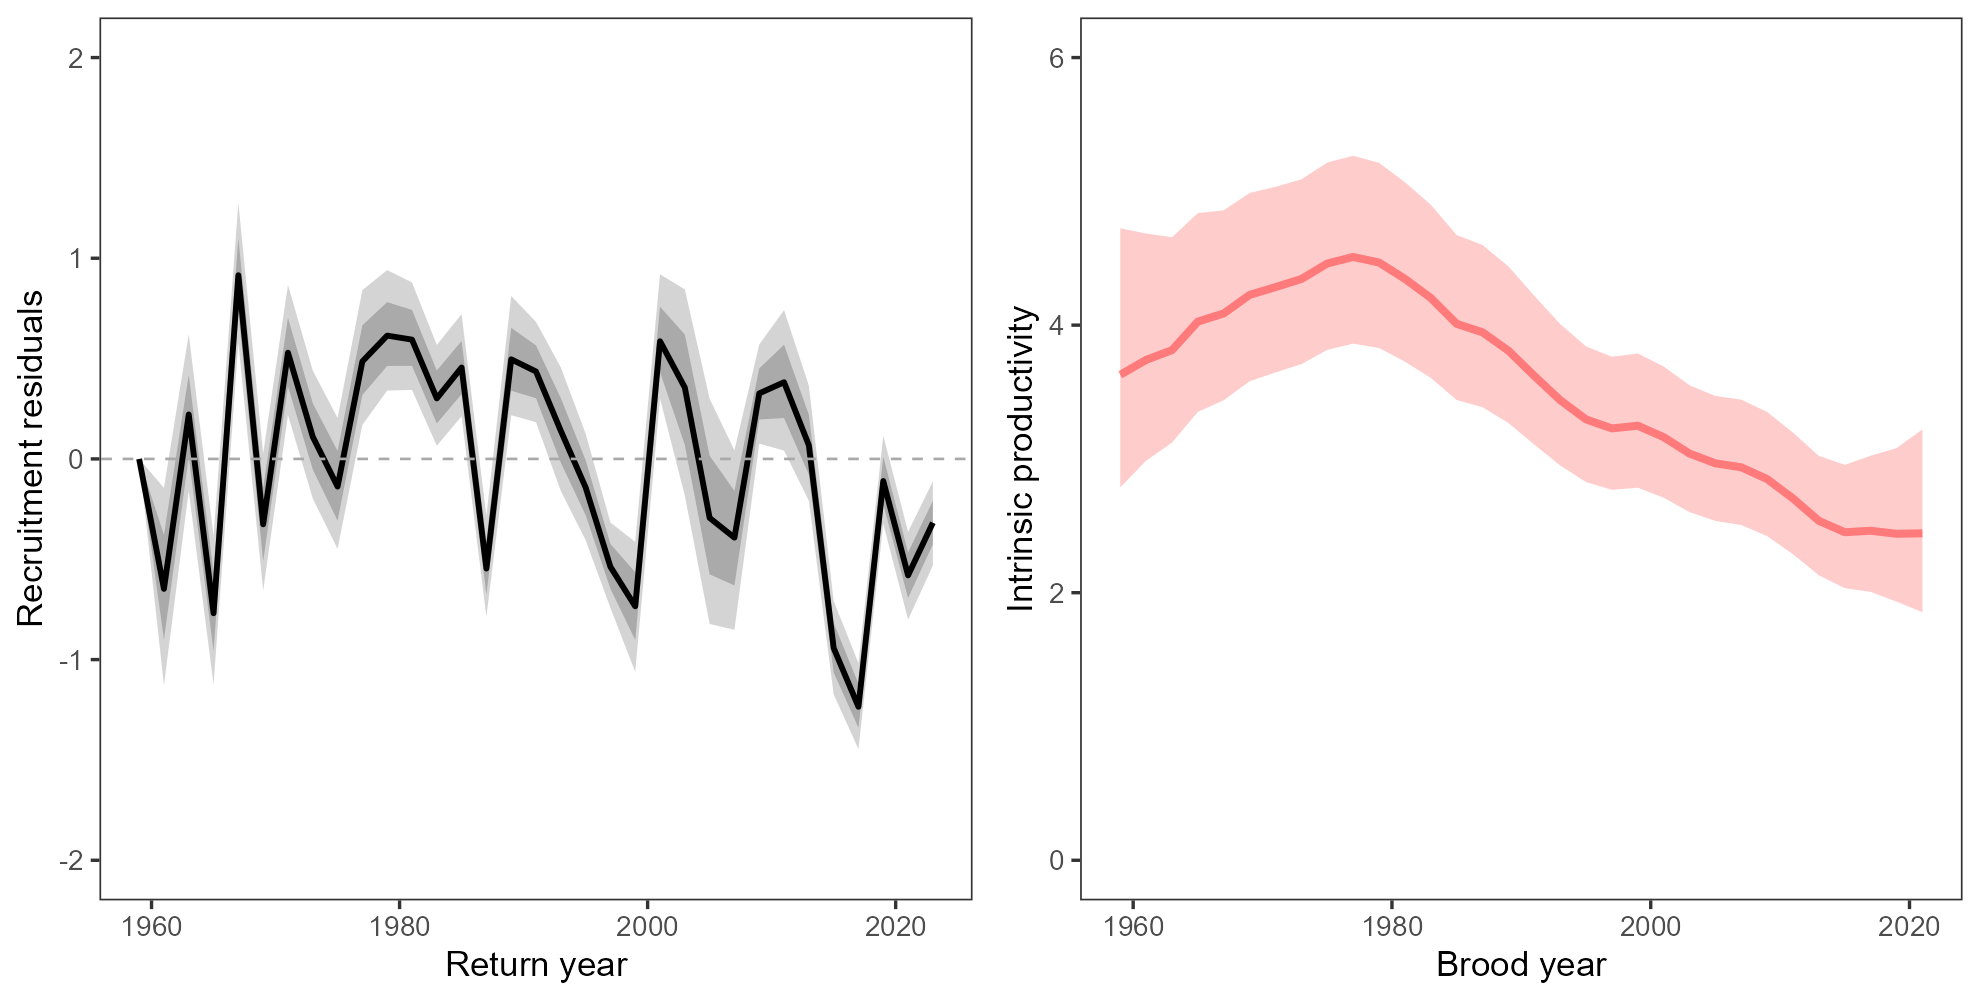 Recruitment residuals
2
1
0
-1
-2
1960 1980 2000 2020
Return year
Intrinsic productivity
6
4
2
0
1960 1980 2000 2020
Brood year